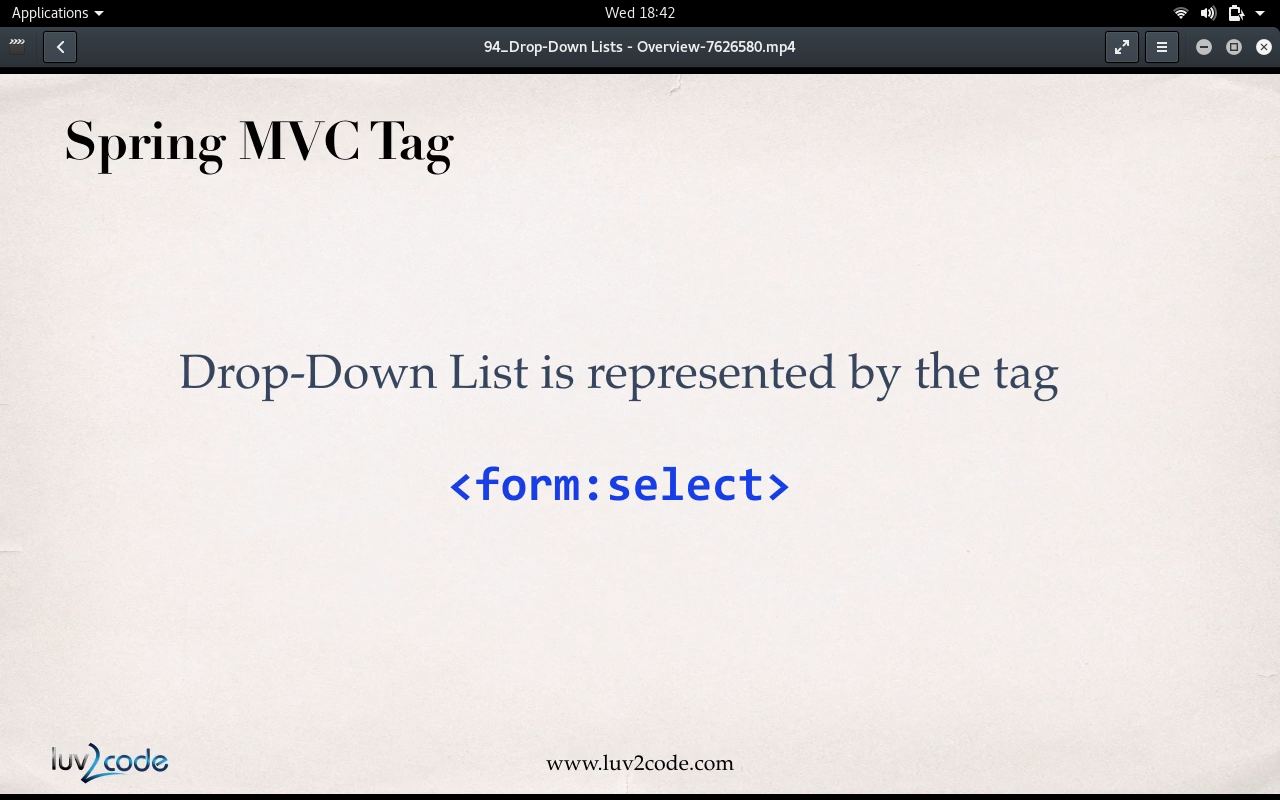 Applications
Wed 18:42
94_Drop-Down Lists - Overview-7626580.mp4
Spring MVC Tag
Drop-Down List is represented by the tag
<form:select>
luv2code
www.luv2code.com